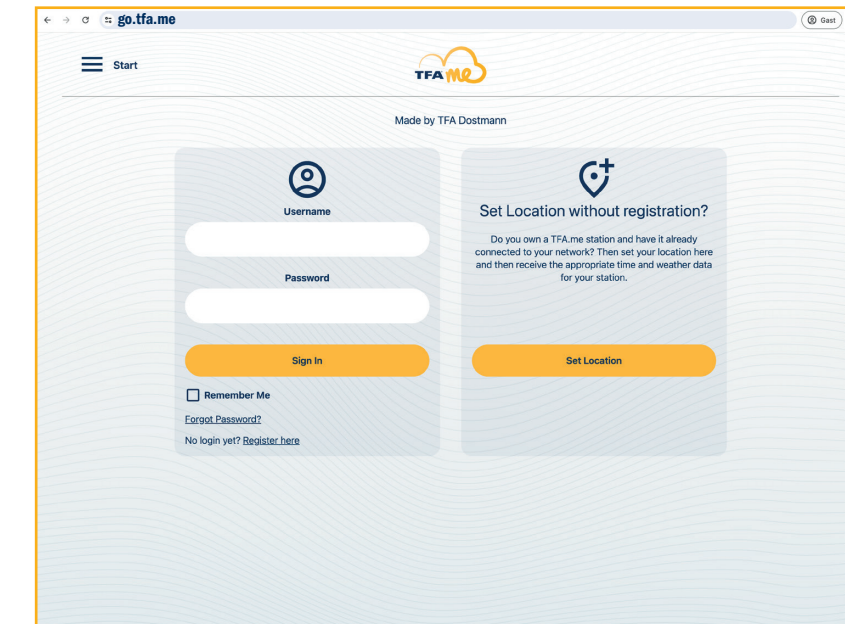 go.tfa.me
Gast
Start
TFA me
Made by TFA Dostmann
Username
Password
Sign In
Remember Me
Forgot Password?
No login yet? Register here
Set Location without registration?
Do you own a TFA.me station and have it already
connected to your network? Then set your location here
and then receive the appropriate time and weather data
for your station.
Set Location